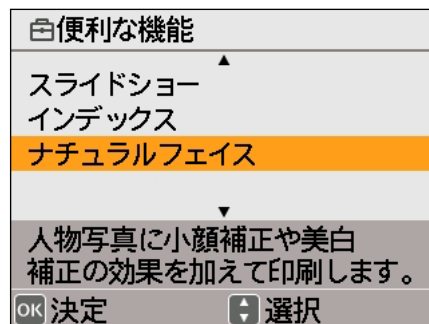 便利な機能
スライドショー
インデックス
ナチュラルフェイス
人物写真に小顔補正や美白
補正の効果を加えて印刷します。
OK 決定 選択